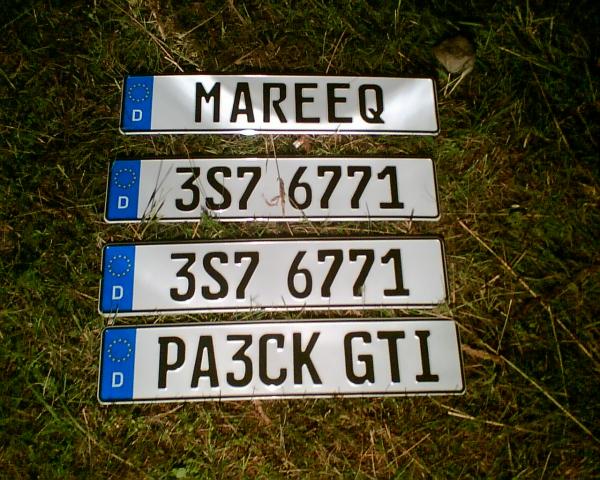 D MAREEQ
D 3S7 6771
D 3S7 6771
D PA3CK GTI